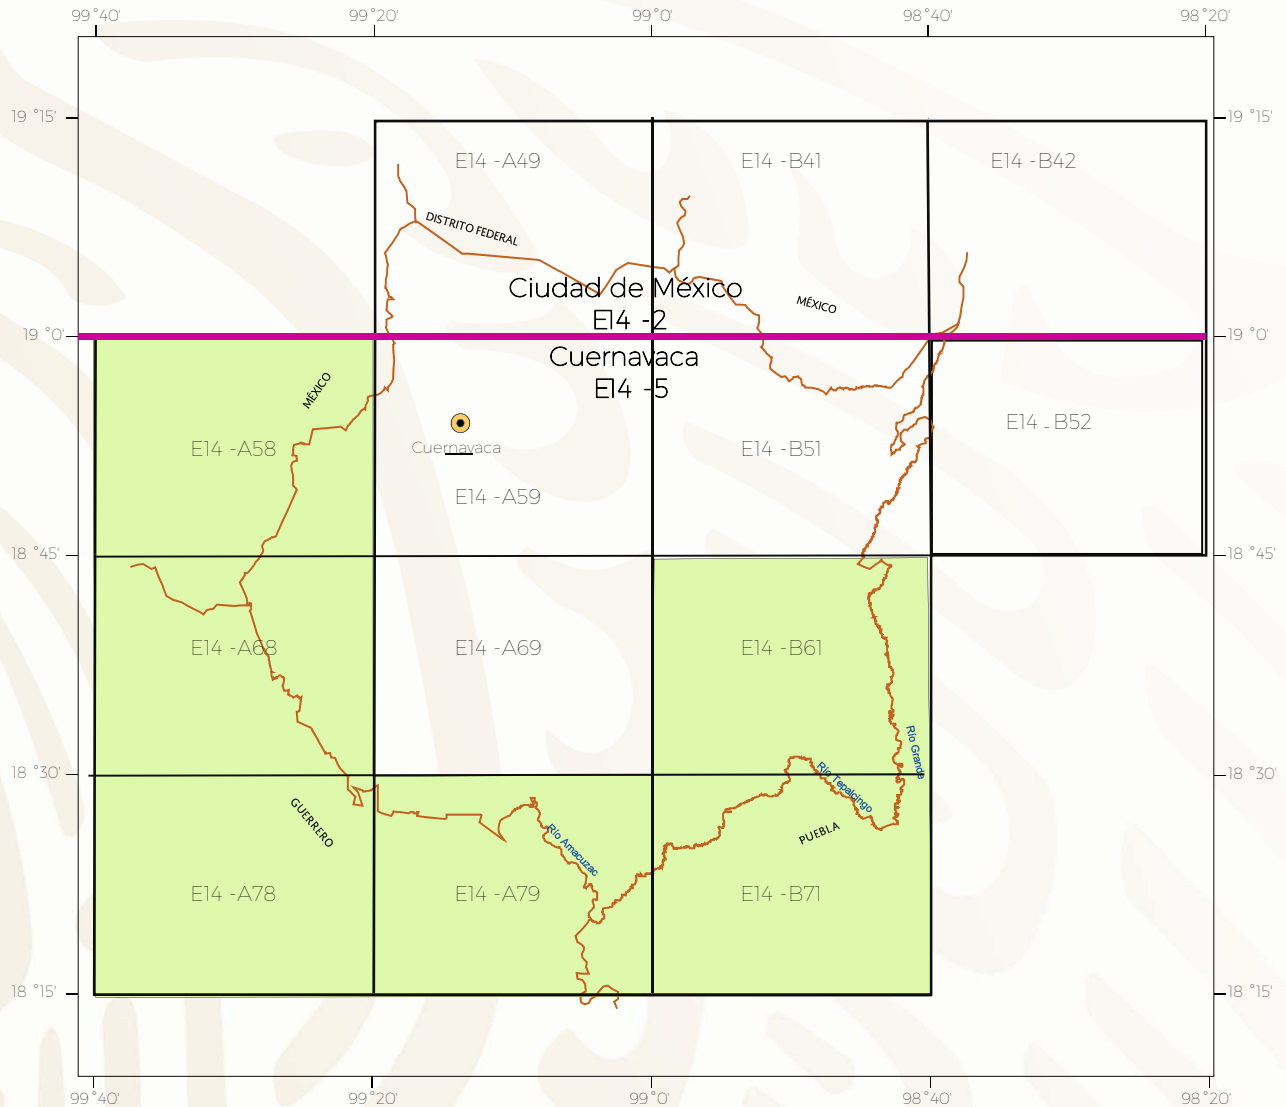 99°40'
99°20'
99°0'
98°40'
98°20'
19 °15'
19 °15'
E14 -A49
E14 -B41
E14 -B42
DISTRITO FEDERAL
Ciudad de México
MÉXICO
E14 -2
19 °0'
19 °0'
Cuernavaca
E14 -5
MÉXICO
E14 - B52
E14 -A58
Cuernavaca
E14 -B51
E14 -A59
18 °45'
18 °45'
E14 -A68
E14 -A69
E14 -B61
Río Grande
18 °30'
18 °30'
Río Tepalcingo
GUERRERO
Río Amacuzac
PUEBLA
E14 -A78
E14 -A79
E14 -B71
18 °15'
18 °15'
99°40'
99°20'
99°0'
98°40'
98°20'